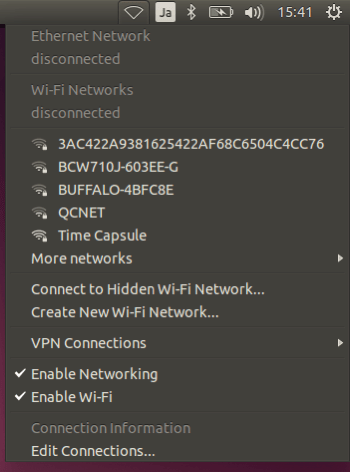 Ja 15:41
Ethernet Network
disconnected
Wi-Fi Networks
disconnected
3AC422A9381625422AF68C6504C4CC76
BCW710J-603EE-G
BUFFALO-4BFC8E
QCNET
Time Capsule
More networks
Connect to Hidden Wi-Fi Network...
Create New Wi-Fi Network...
VPN Connections
Enable Networking
Enable Wi-Fi
Connection Information
Edit Connections...